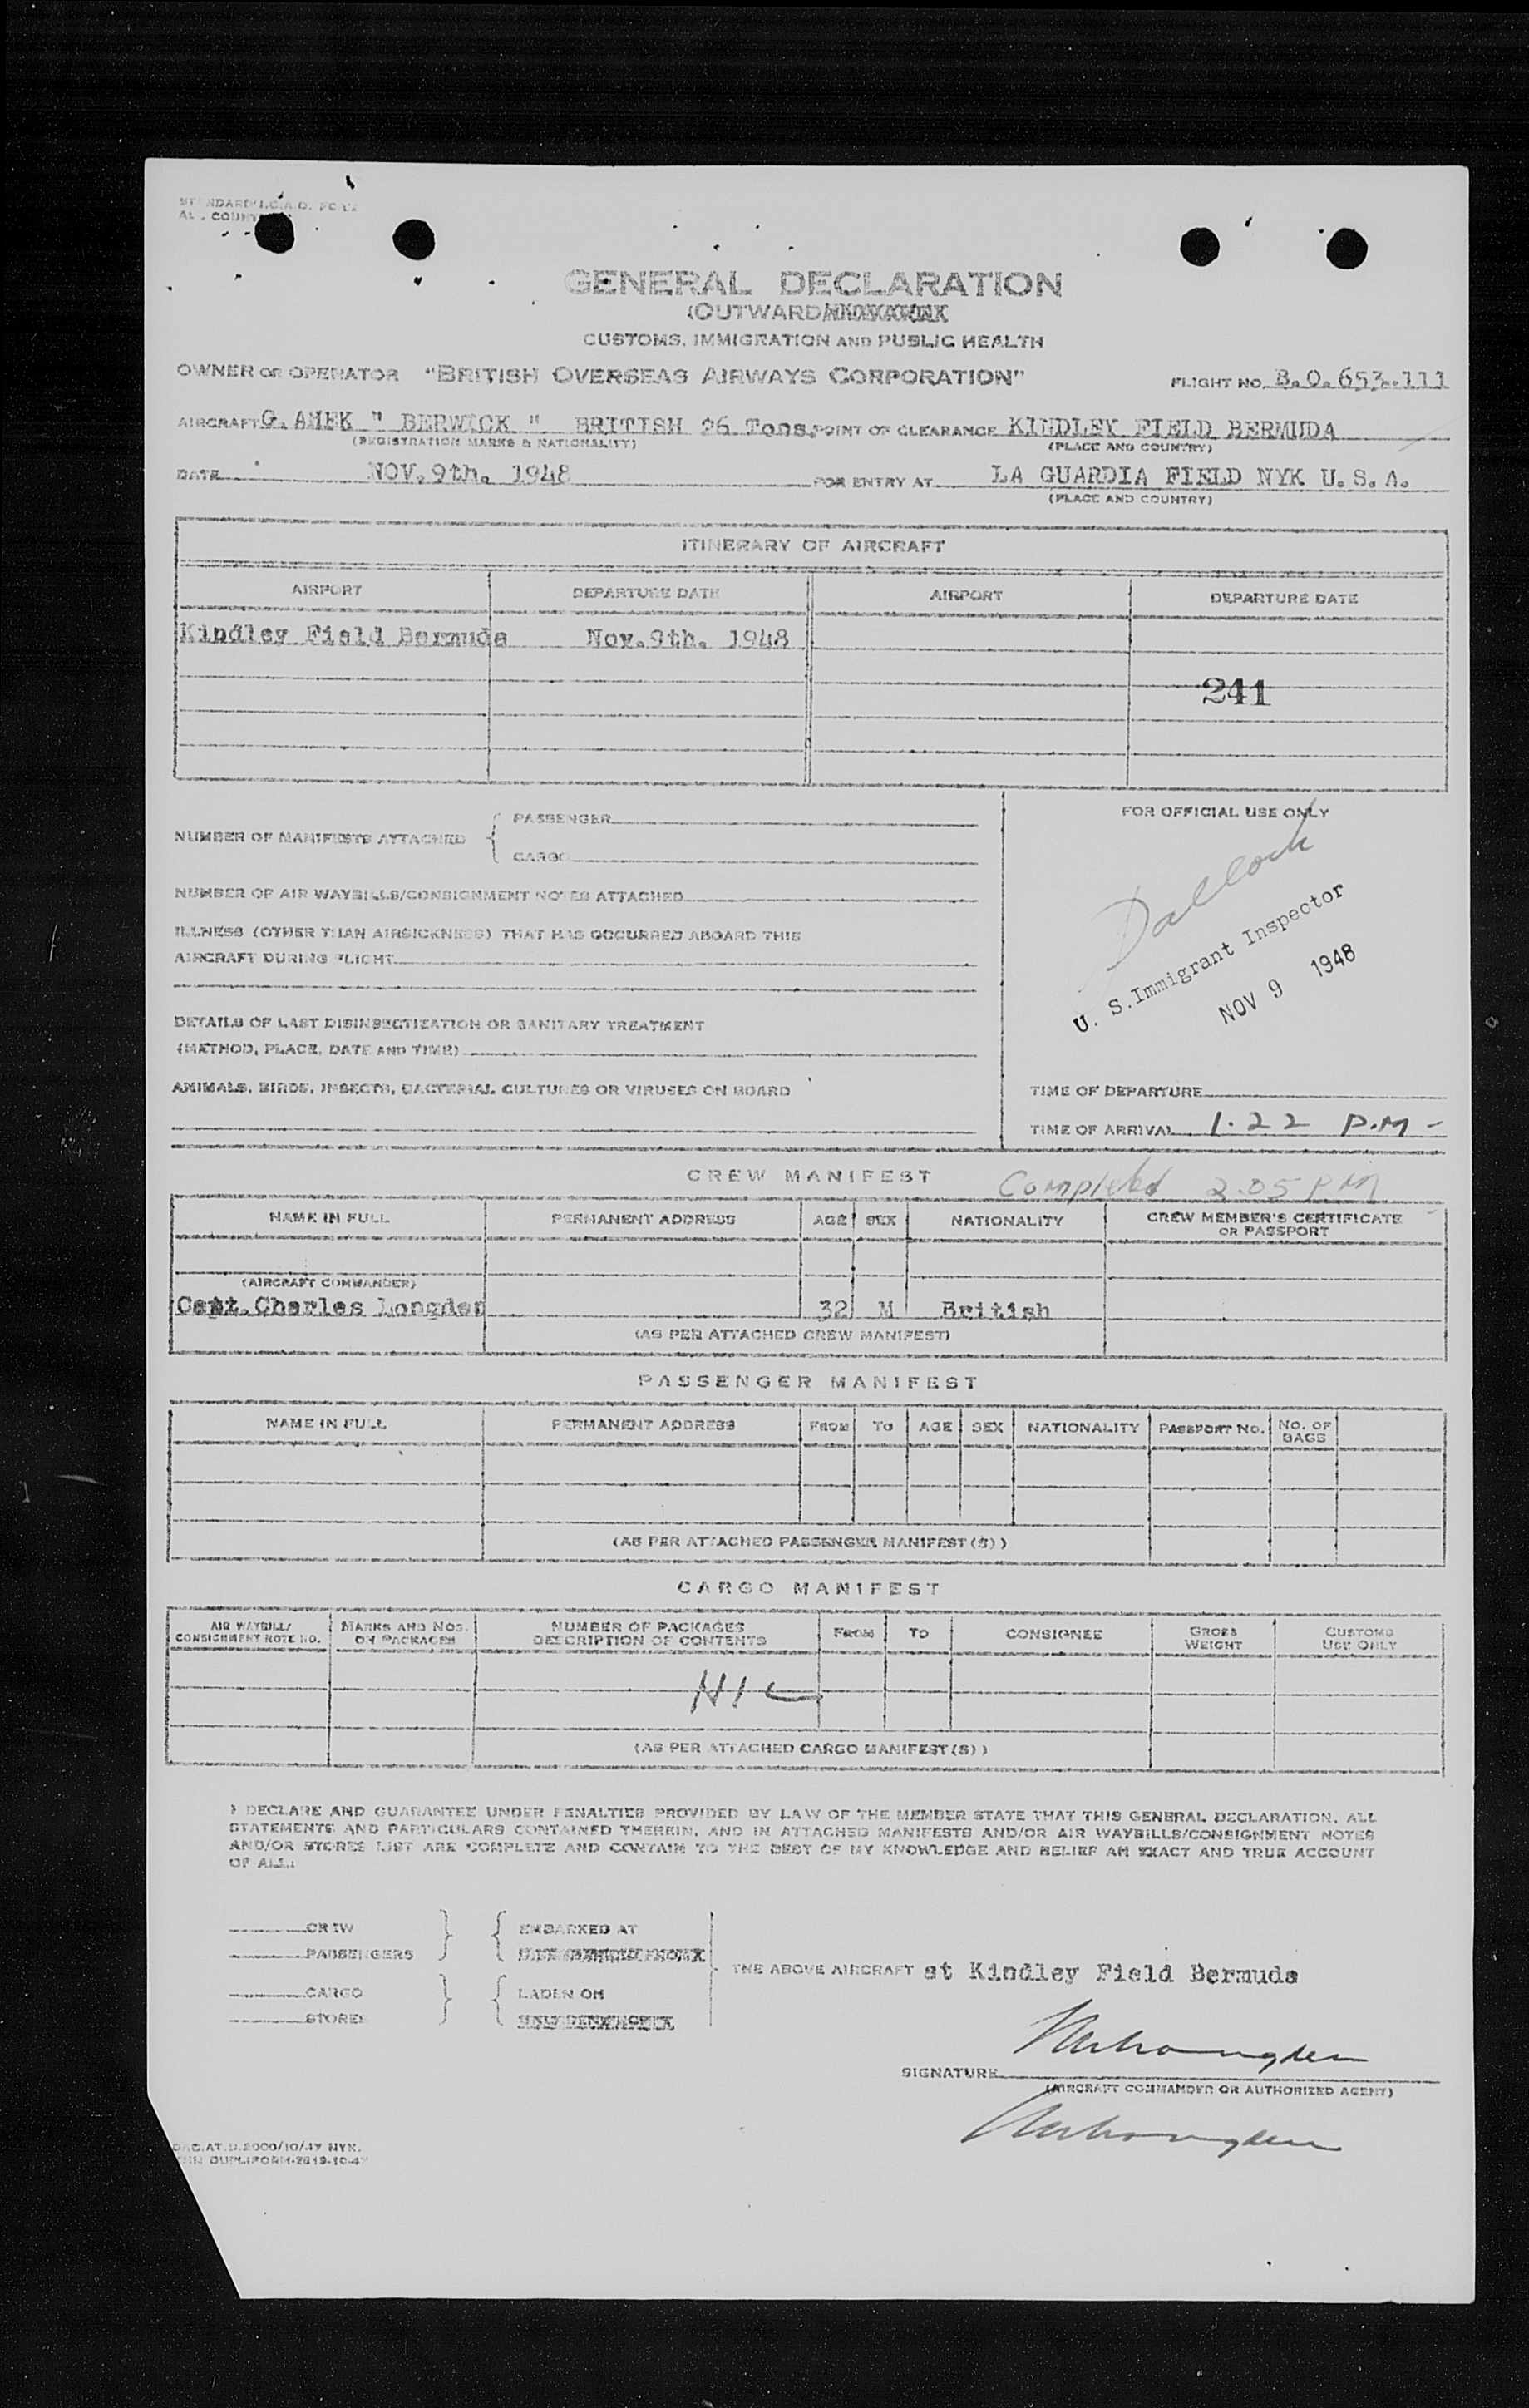 STANDARD I.C.A.O. FO
ALL COUNT
GENERAL DECLARATION
(OUTWARD
CUSTOMS, IMMIGRATION AND PUBLIC HEALTH
OWNER OR OPERATOR "BRITISH OVERSEAS AIRWAYS CORPORATION" FLIGHT NO. B.O. 653..111
AIRCRAFT G. AHEK " BERWICK " BRITISH 26 Tons. POINT OF CLEARANCE KINDLEY FIELD BERMUDA
(REGISTRATION MARKS & NATIONALITY) (PLACE AND COUNTRY)
DATE NOV. 9th. 1948 FOR ENTRY AT LA GUARDIA FIELD NYK U.S.A.
(PLACE AND COUNTRY)
ITINERARY OF AIRCRAFT
AIRPORT DEPARTURE DATE AIRPORT DEPARTURE DATE
Kindley Field Bermuda Nov.9th. 1948
241
NUMBER OF MANIFESTS ATTACHED { PASSENGER
CARGO
NUMBER OF AIR WAYBILLS/CONSIGNMENT NOTES ATTACHED
ILLNESS (OTHER THAN AIRSICKNESS) THAT HAS OCCURRED ABOARD THIS
AIRCRAFT DURING FLIGHT
DETAILS OF LAST DISINSECTIZATION OR SANITARY TREATMENT
(METHOD, PLACE, DATE AND TIME)
ANIMALS, BIRDS, INSECTS, BACTERIAL CULTURES OR VIRUSES ON BOARD
FOR OFFICIAL USE ONLY
U. S. Immigrant Inspector
NOV 9 1948
TIME OF DEPARTURE
TIME OF ARRIVAL 1.22 P.M -
CREW MANIFEST Completed 2.05 PM
NAME IN FULL PERMANENT ADDRESS AGE SEX NATIONALITY CREW MEMBER'S CERTIFICATE
OR PASSPORT
(AIRCRAFT COMMANDER)
Capt. Charles Longden 32 M British
(AS PER ATTACHED CREW MANIFEST)
PASSENGER MANIFEST
NAME IN FULL PERMANENT ADDRESS FROM TO AGE SEX NATIONALITY PASSPORT NO. NO. OF
BAGS
(AS PER ATTACHED PASSENGER MANIFEST (S) )
CARGO MANIFEST
AIR WAYBILL/ MARKS AND NOS. NUMBER OF PACKAGES FROM TO CONSIGNEE GROSS CUSTOMS
CONSIGNMENT NOTE NO. ON PACKAGES DESCRIPTION OF CONTENTS WEIGHT USE ONLY
NIL
(AS PER ATTACHED CARGO MANIFEST (S) )
I DECLARE AND GUARANTEE UNDER PENALTIES PROVIDED BY LAW OF THE MEMBER STATE THAT THIS GENERAL DECLARATION, ALL
STATEMENTS AND PARTICULARS CONTAINED THEREIN, AND IN ATTACHED MANIFESTS AND/OR AIR WAYBILLS/CONSIGNMENT NOTES
AND/OR STORES LIST ARE COMPLETE AND CONTAIN TO THE BEST OF MY KNOWLEDGE AND BELIEF AN EXACT AND TRUE ACCOUNT
OF ALL:
CREW EMBARKED AT
PASSENGERS
THE ABOVE AIRCRAFT at Kindley Field Bermuda
CARGO LADEN ON
STORES
SIGNATURE
(AIRCRAFT COMMANDER OR AUTHORIZED AGENT)
2000/10/47 NYK.
DUPLIFORM-2619-10-47